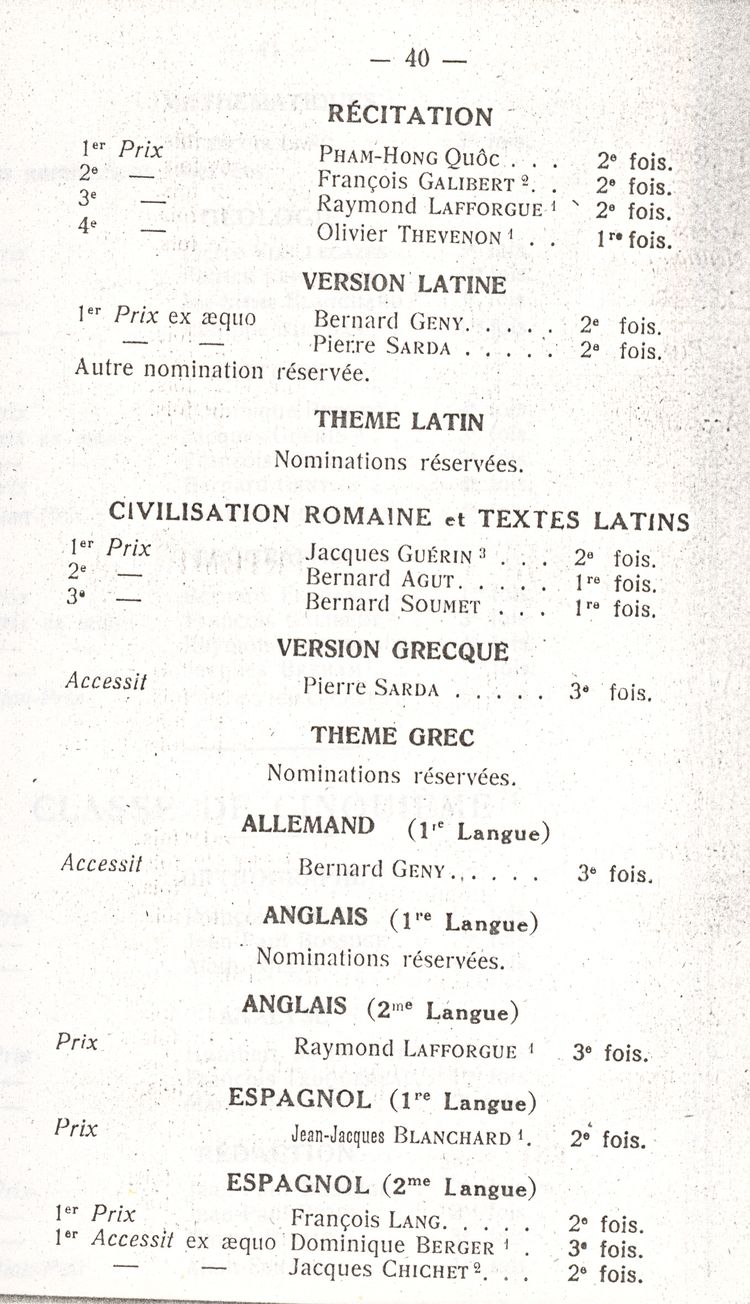 — 40 —
RÉCITATION
1er Prix PHAM-HONG QUÔC . . . 2e fois.
2e — François GALIBERT 2. . 2e fois.
3e — Raymond LAFFORGUE 1 2e fois.
4e — Olivier THEVENON 1 . . 1re fois.
VERSION LATINE
1er Prix ex æquo Bernard GENY. . . . . 2e fois.
— — Pierre SARDA . . . . . 2e fois.
Autre nomination réservée.
THEME LATIN
Nominations réservées.
CIVILISATION ROMAINE et TEXTES LATINS
1er Prix Jacques GUÉRIN 3 . . . 2e fois.
2e — Bernard AGUT. . . . . 1re fois.
3e — Bernard SOUMET . . . 1re fois.
VERSION GRECQUE
Accessit Pierre SARDA . . . . . 3e fois.
THEME GREC
Nominations réservées.
ALLEMAND (1re Langue)
Accessit Bernard GENY. . . . . 3e fois.
ANGLAIS (1re Langue)
Nominations réservées.
ANGLAIS (2me Langue)
Prix Raymond LAFFORGUE 1 3e fois.
ESPAGNOL (1re Langue)
Prix Jean-Jacques BLANCHARD 1. 2e fois.
ESPAGNOL (2me Langue)
1er Prix François LANG. . . . . 2e fois.
1er Accessit ex æquo Dominique BERGER 1 . 3e fois.
— — Jacques CHICHET 2. . . 2e fois.